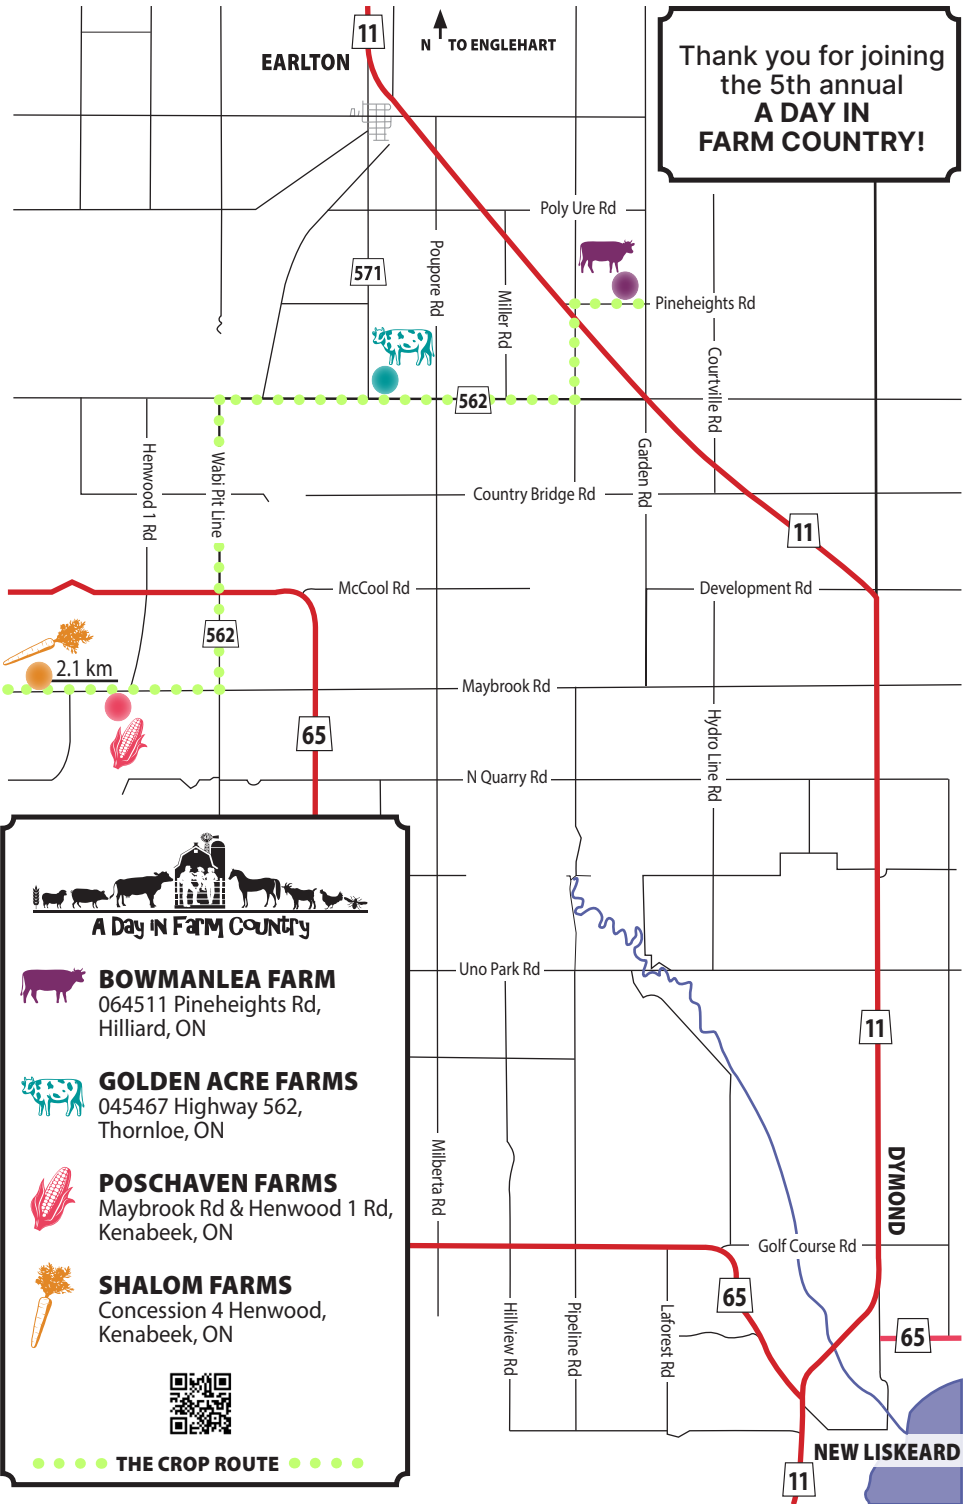 11
EARLTON
N
TO ENGLEHART
Thank you for joining
the 5th annual
A DAY IN
FARM COUNTRY!
Poly Ure Rd
571
Poupore Rd
Miller Rd
Pineheights Rd
Courtville Rd
562
Henwood 1 Rd
Wabi Pit Line
Garden Rd
Country Bridge Rd
11
McCool Rd
Development Rd
562
2.1 km
Maybrook Rd
65
Hydro Line Rd
N Quarry Rd
A Day in Farm Country
BOWMANLEA FARM
064511 Pineheights Rd,
Hilliard, ON
GOLDEN ACRE FARMS
045467 Highway 562,
Thornloe, ON
POSCHAVEN FARMS
Maybrook Rd & Henwood 1 Rd,
Kenabeek, ON
SHALOM FARMS
Concession 4 Henwood,
Kenabeek, ON
THE CROP ROUTE
Uno Park Rd
11
Milberta Rd
DYMOND
Golf Course Rd
65
Hillview Rd
Pipeline Rd
Laforest Rd
65
NEW LISKEARD
11